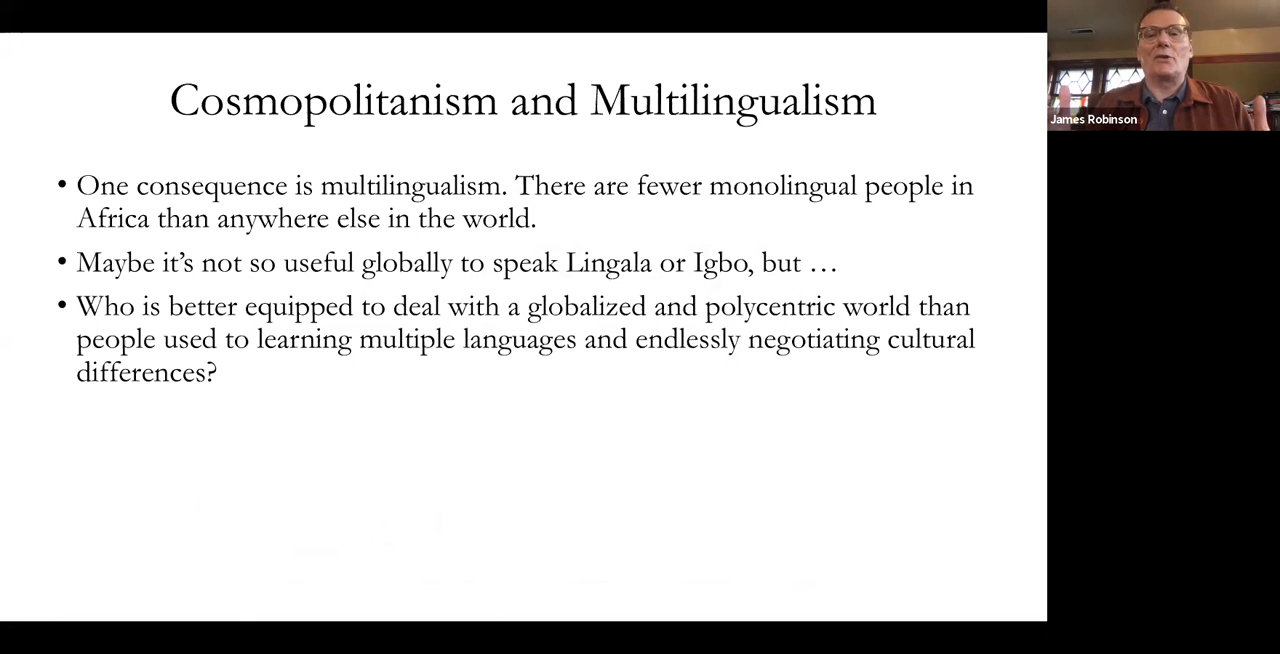 Cosmopolitanism and Multilingualism
• One consequence is multilingualism. There are fewer monolingual people in
Africa than anywhere else in the world.
• Maybe it’s not so useful globally to speak Lingala or Igbo, but …
• Who is better equipped to deal with a globalized and polycentric world than
people used to learning multiple languages and endlessly negotiating cultural
differences?
James Robinson